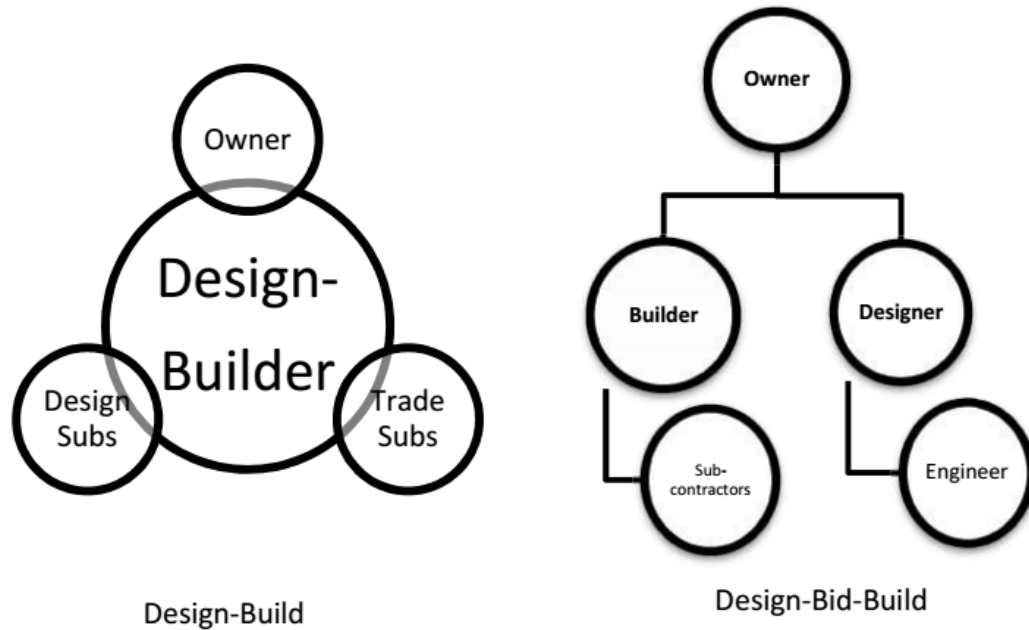 Owner
Design-
Builder
Design
Subs
Trade
Subs
Design-Build
Owner
Builder
Designer
Sub-
contractors
Engineer
Design-Bid-Build